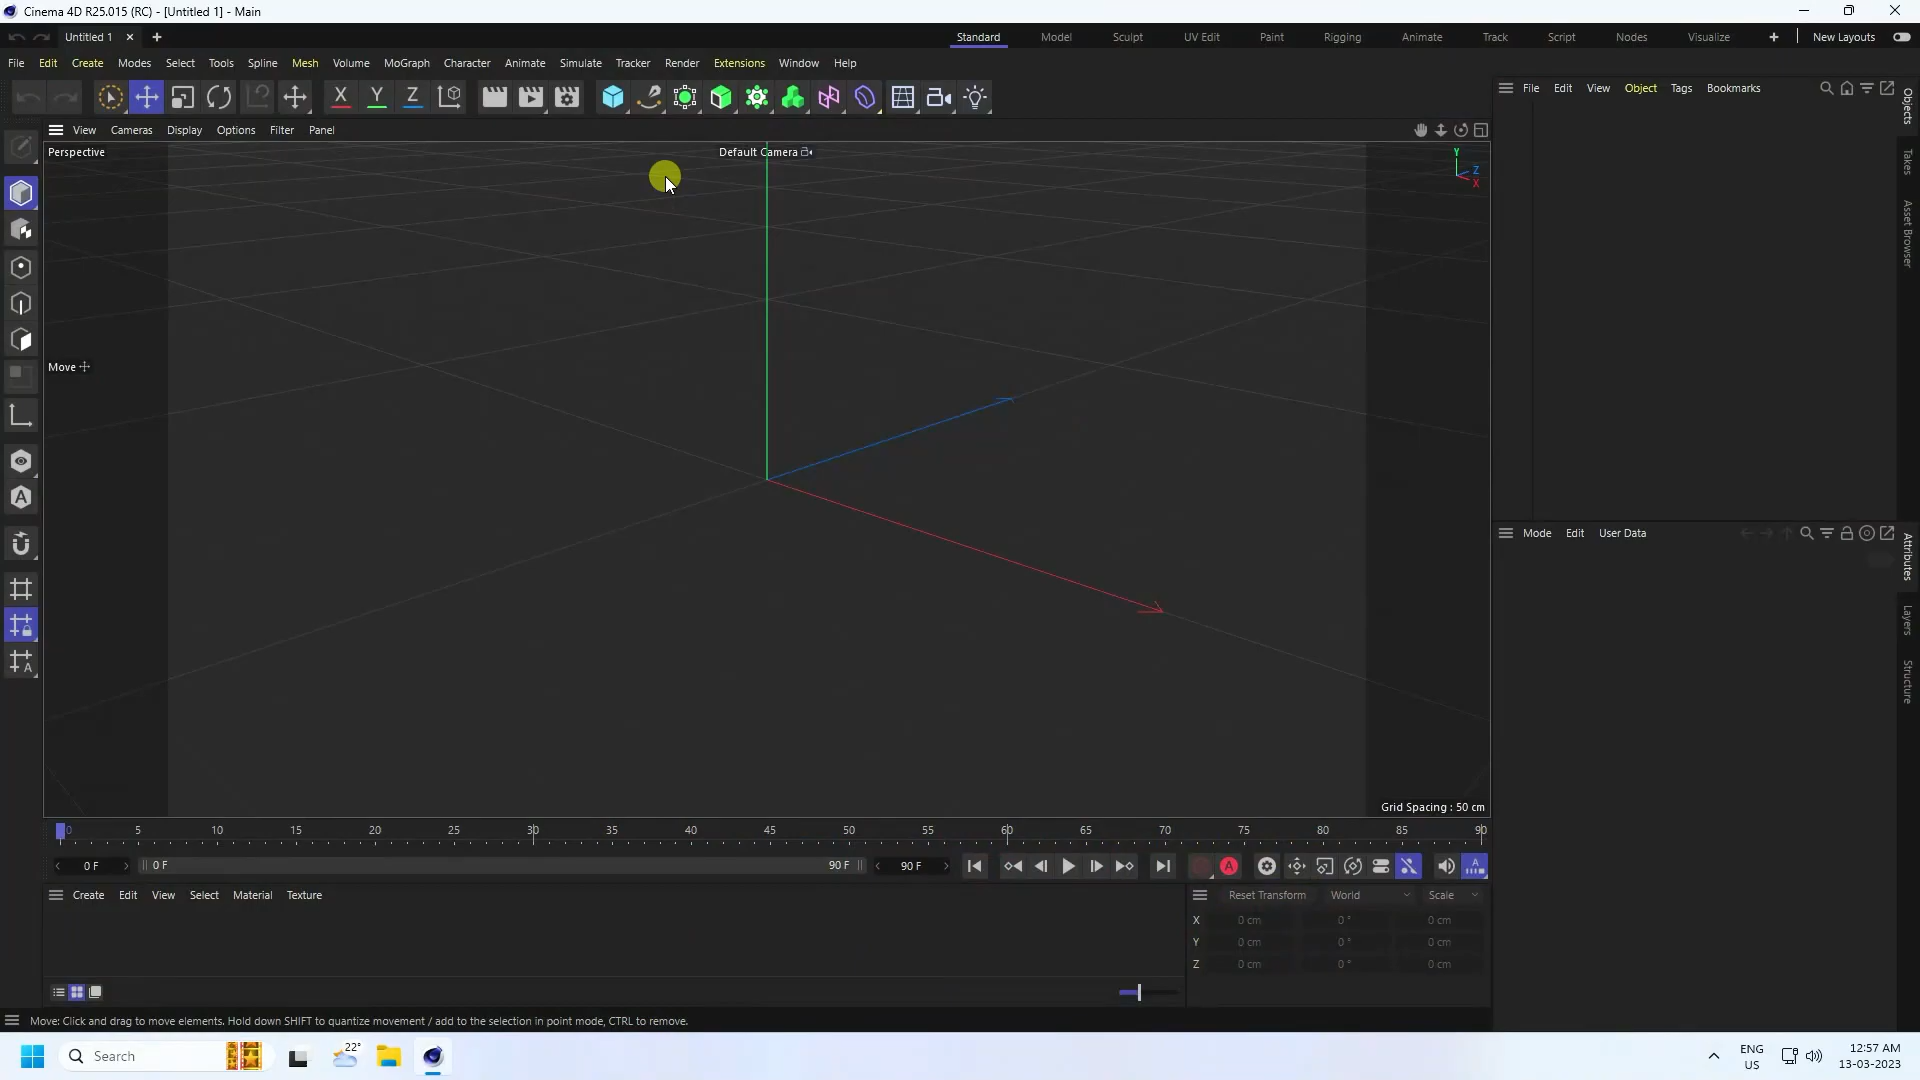 Cinema 4D R25.015 (RC) - [Untitled 1] - Main
Untitled 1
Standard Model Sculpt UV Edit Paint Rigging Animate Track Script Nodes Visualize New Layouts
File Edit Create Modes Select Tools Spline Mesh Volume MoGraph Character Animate Simulate Tracker Render Extensions Window Help
X Y Z
File Edit View Object Tags Bookmarks
Objects
Takes
Asset Browser
View Cameras Display Options Filter Panel
Perspective
Default Camera
Y
Z
X
Move
A
A
Grid Spacing : 50 cm
Mode Edit User Data
Attributes
Layers
Structure
0 5 10 15 20 25 30 35 40 45 50 55 60 65 70 75 80 85 90
0 F 0 F 90 F 90 F
A
A
Create Edit View Select Material Texture
Reset Transform World Scale
X 0 cm 0 ° 0 cm
Y 0 cm 0 ° 0 cm
Z 0 cm 0 ° 0 cm
Move: Click and drag to move elements. Hold down SHIFT to quantize movement / add to the selection in point mode, CTRL to remove.
Search
22°
ENG
US
12:57 AM
13-03-2023